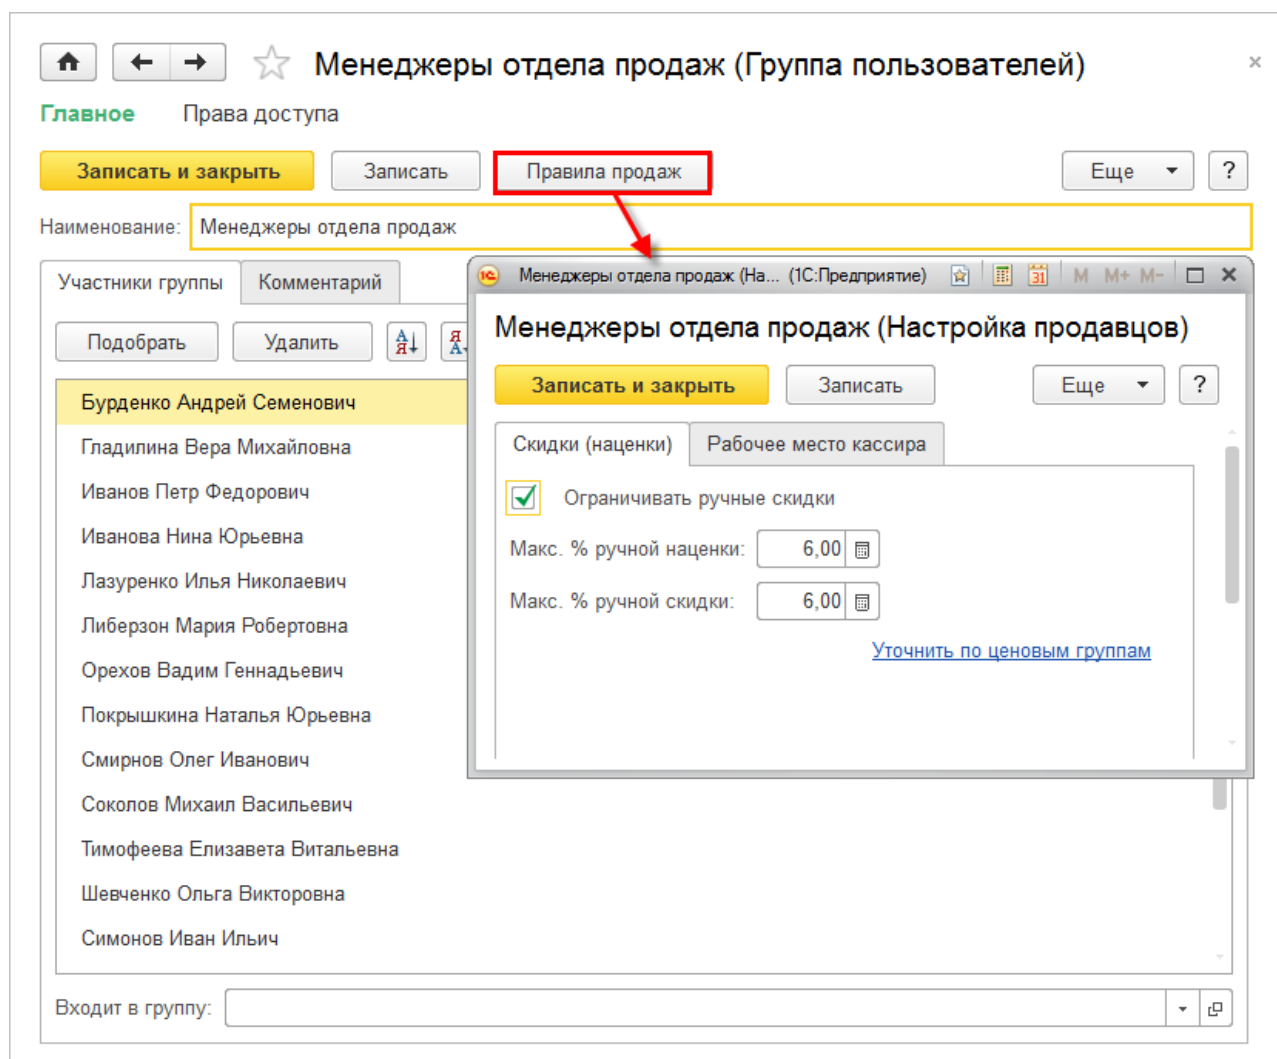 Менеджеры отдела продаж (Группа пользователей)
Главное Права доступа
Записать и закрыть Записать Правила продаж Еще ?
Наименование: Менеджеры отдела продаж
Участники группы Комментарий
Подобрать Удалить
Бурденко Андрей Семенович
Гладилина Вера Михайловна
Иванов Петр Федорович
Иванова Нина Юрьевна
Лазуренко Илья Николаевич
Либерзон Мария Робертовна
Орехов Вадим Геннадьевич
Покрышкина Наталья Юрьевна
Смирнов Олег Иванович
Соколов Михаил Васильевич
Тимофеева Елизавета Витальевна
Шевченко Ольга Викторовна
Симонов Иван Ильич
Входит в группу:
Менеджеры отдела продаж (На... (1С:Предприятие) 31 M M+ M-
Менеджеры отдела продаж (Настройка продавцов)
Записать и закрыть Записать Еще ?
Скидки (наценки) Рабочее место кассира
Ограничивать ручные скидки
Макс. % ручной наценки: 6,00
Макс. % ручной скидки: 6,00
Уточнить по ценовым группам